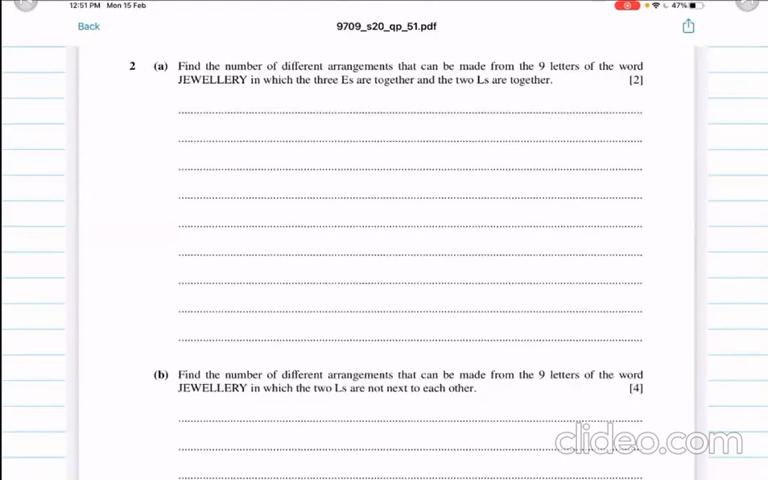 12:51 PM Mon 15 Feb
47%
Back
9709_s20_qp_51.pdf
2 (a) Find the number of different arrangements that can be made from the 9 letters of the word
JEWELLERY in which the three Es are together and the two Ls are together. [2]
(b) Find the number of different arrangements that can be made from the 9 letters of the word
JEWELLERY in which the two Ls are not next to each other. [4]
clideo.com